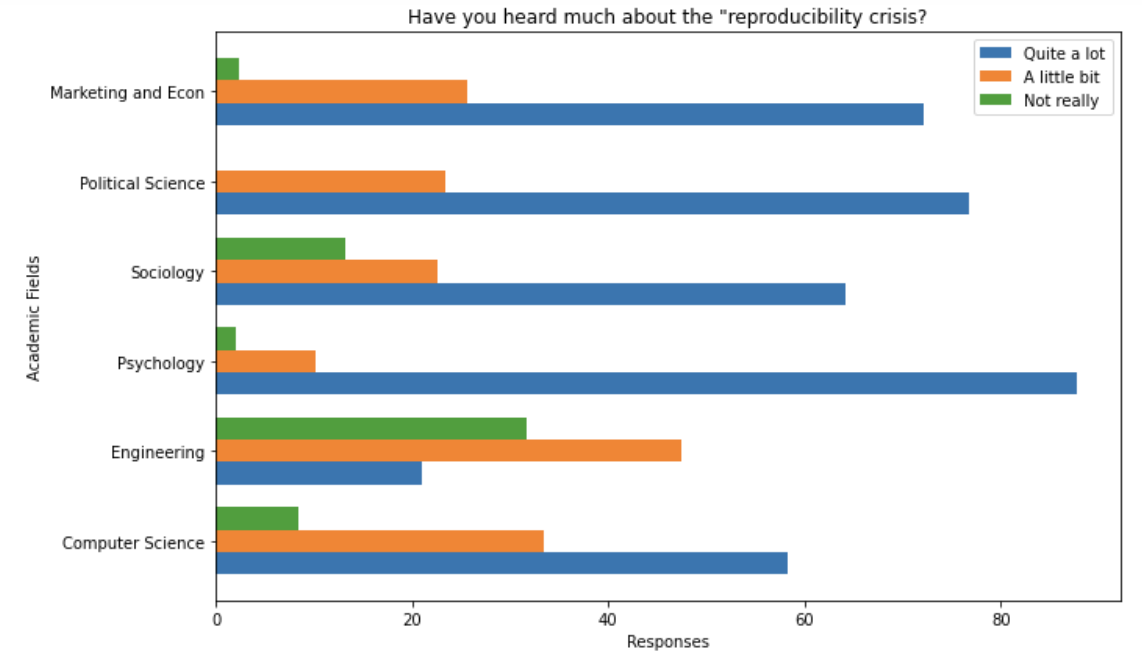 Have you heard much about the "reproducibility crisis?
Quite a lot
A little bit
Not really
Marketing and Econ
Political Science
Sociology
Psychology
Engineering
Computer Science
Academic Fields
0 20 40 60 80
Responses